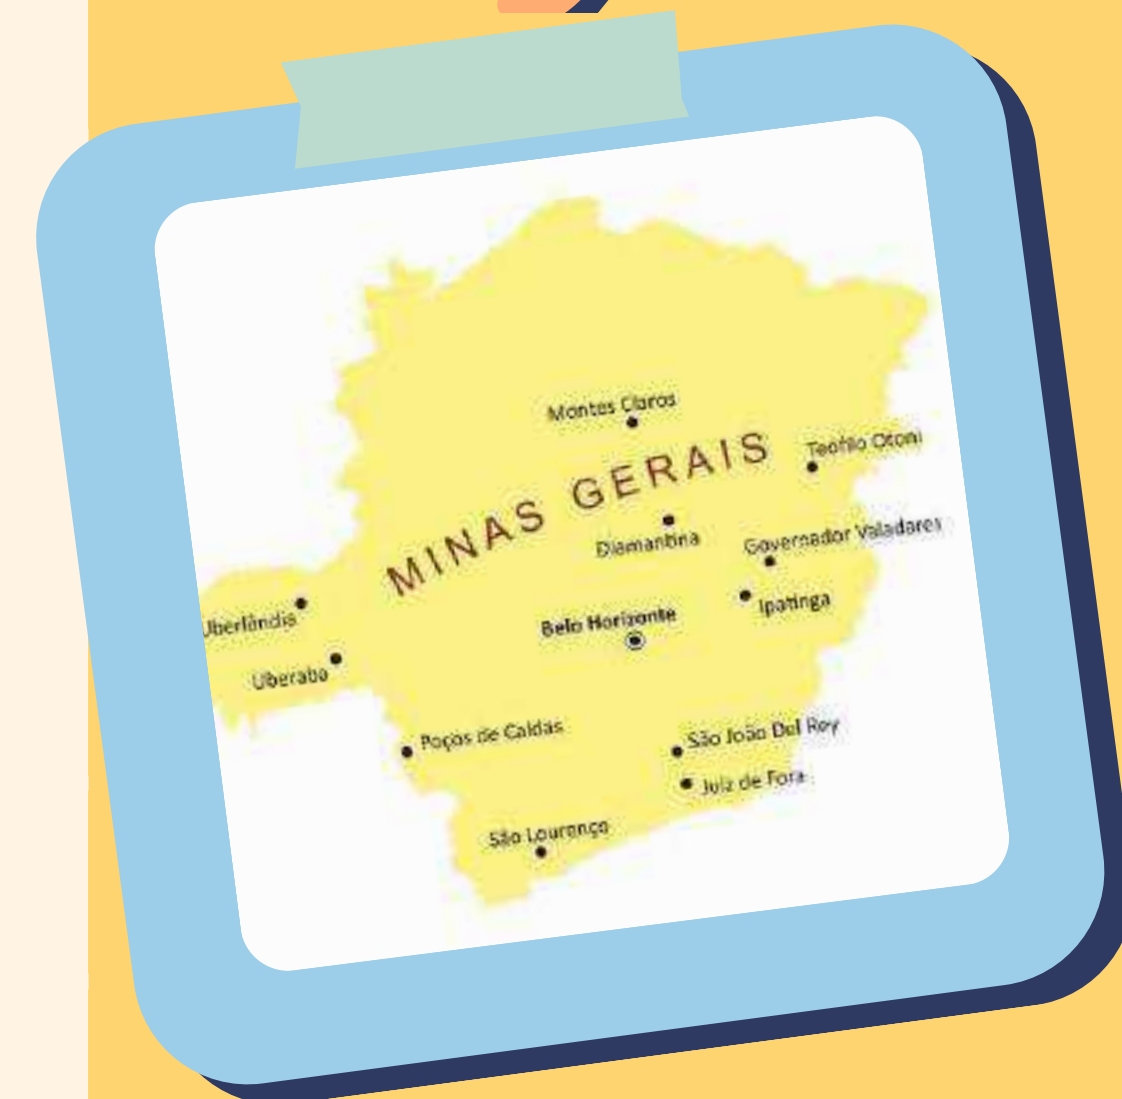 Montes Claros
MINAS GERAIS
Teófilo Otoni
Diamantina
Governador Valadares
Uberlândia
Belo Horizonte
Ipatinga
Uberaba
Poços de Caldas
São João Del Rey
Juiz de Fora
São Lourenço